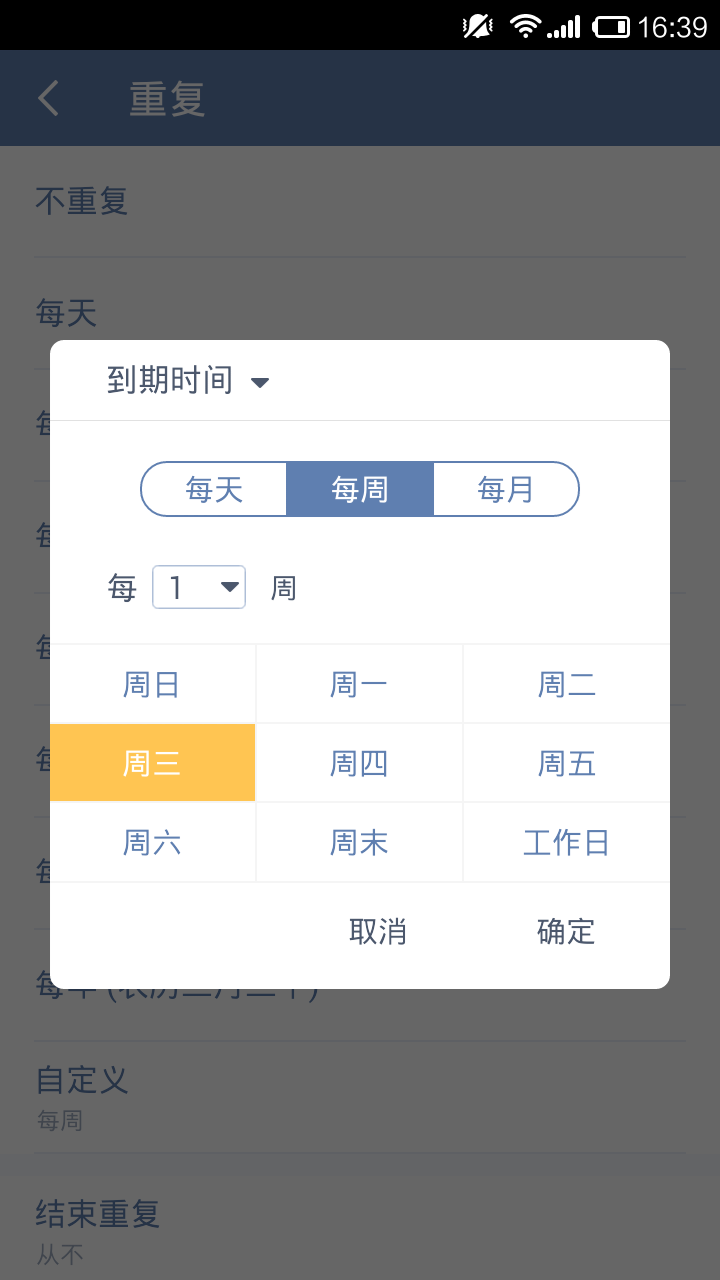 16:39
重复
不重复
每天
到期时间
每天 每周 每月
每 1 周
周日 周一 周二
周三 周四 周五
周六 周末 工作日
取消 确定
自定义
每周
结束重复
从不